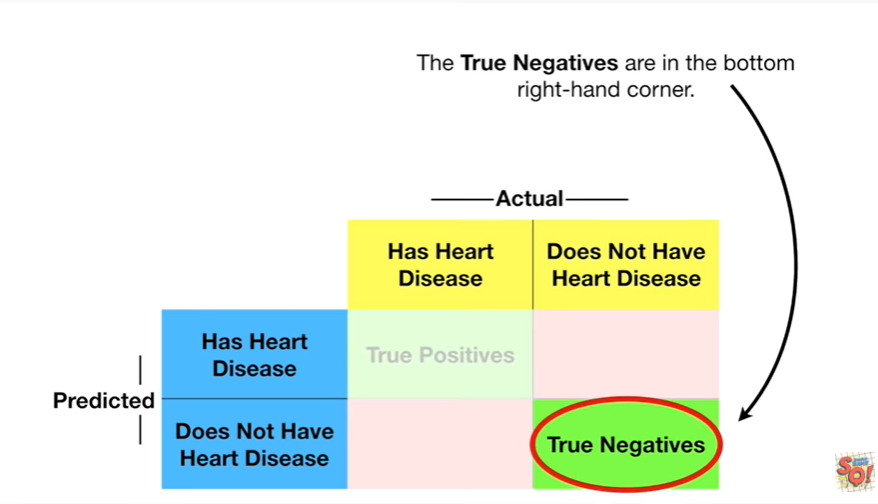 The True Negatives are in the bottom
right-hand corner.
Actual
Has Heart
Disease
Does Not Have
Heart Disease
Has Heart
Disease
True Positives
Predicted
Does Not Have
Heart Disease
True Negatives
SQ!